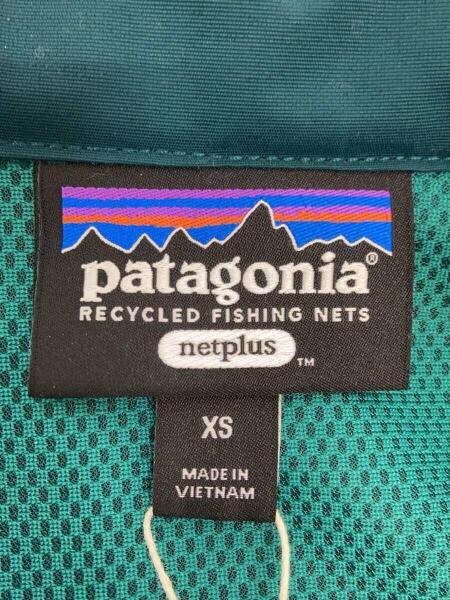 patagonia®
RECYCLED FISHING NETS
netplus ™
XS
MADE IN
VIETNAM